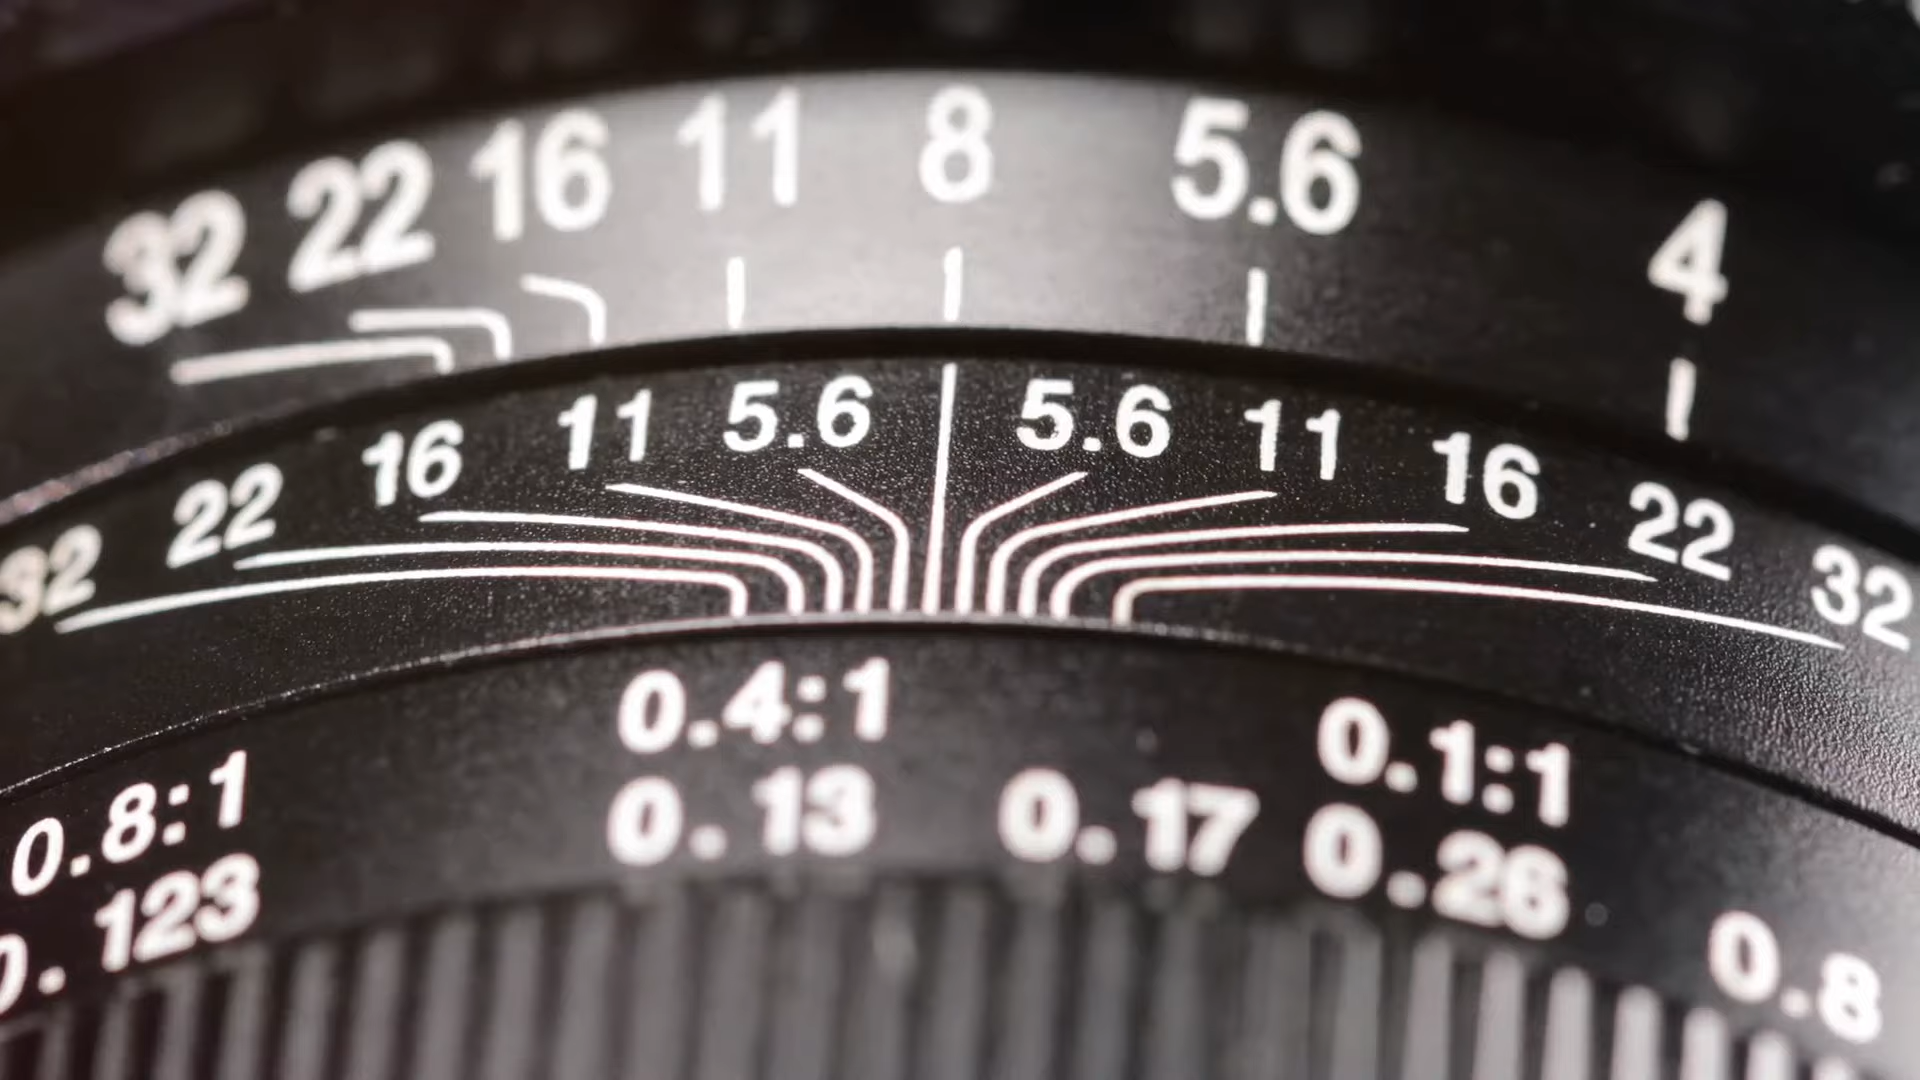 32 22 16 11 8 5.6 4
32 22 16 11 5.6 5.6 11 16 22 32
0.8:1 0.4:1 0.1:1
0.123 0.13 0.17 0.26 0.8